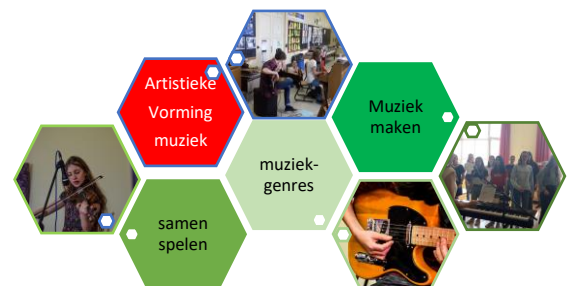 Artistieke
Vorming
muziek
Muziek
maken
muziek-
genres
samen
spelen